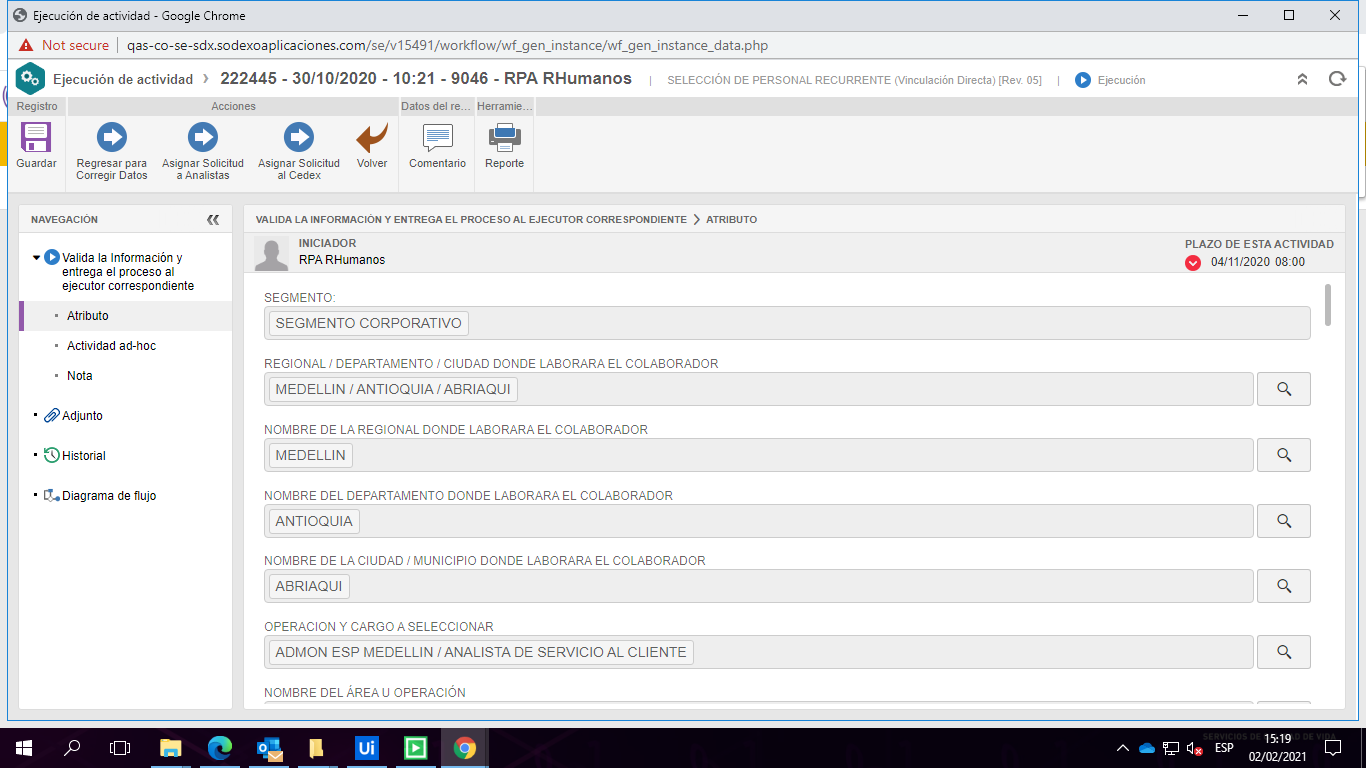 Ejecución de actividad - Google Chrome
Not secure | qas-co-se-sdx.sodexoaplicaciones.com/se/v15491/workflow/wf_gen_instance/wf_gen_instance_data.php
Ejecución de actividad > 222445 - 30/10/2020 - 10:21 - 9046 - RPA RHumanos | SELECCIÓN DE PERSONAL RECURRENTE (Vinculación Directa) [Rev. 05] | Ejecución
Registro Acciones Datos del re... Herramie...
Guardar
Regresar para
Corregir Datos
Asignar Solicitud
a Analistas
Asignar Solicitud
al Cedex
Volver
Comentario
Reporte
NAVEGACIÓN
Valida la Información y
entrega el proceso al
ejecutor correspondiente
Atributo
Actividad ad-hoc
Nota
Adjunto
Historial
Diagrama de flujo
VALIDA LA INFORMACIÓN Y ENTREGA EL PROCESO AL EJECUTOR CORRESPONDIENTE > ATRIBUTO
INICIADOR
RPA RHumanos
PLAZO DE ESTA ACTIVIDAD
04/11/2020 08:00
SEGMENTO:
SEGMENTO CORPORATIVO
REGIONAL / DEPARTAMENTO / CIUDAD DONDE LABORARA EL COLABORADOR
MEDELLIN / ANTIOQUIA / ABRIAQUI
NOMBRE DE LA REGIONAL DONDE LABORARA EL COLABORADOR
MEDELLIN
NOMBRE DEL DEPARTAMENTO DONDE LABORARA EL COLABORADOR
ANTIOQUIA
NOMBRE DE LA CIUDAD / MUNICIPIO DONDE LABORARA EL COLABORADOR
ABRIAQUI
OPERACION Y CARGO A SELECCIONAR
ADMON ESP MEDELLIN / ANALISTA DE SERVICIO AL CLIENTE
NOMBRE DEL ÁREA U OPERACIÓN
Ui
ESP
15:19
02/02/2021